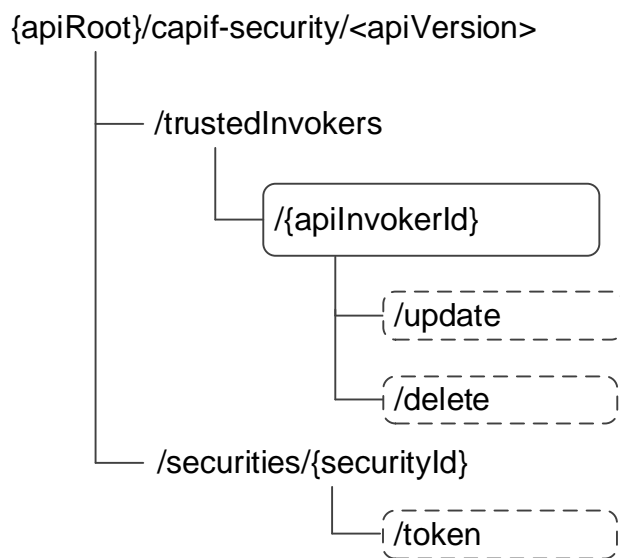 {apiRoot}/capif-security/<apiVersion>
/trustedInvokers
/{apiInvokerId}
/update
/delete
/securities/{securityId}
/token